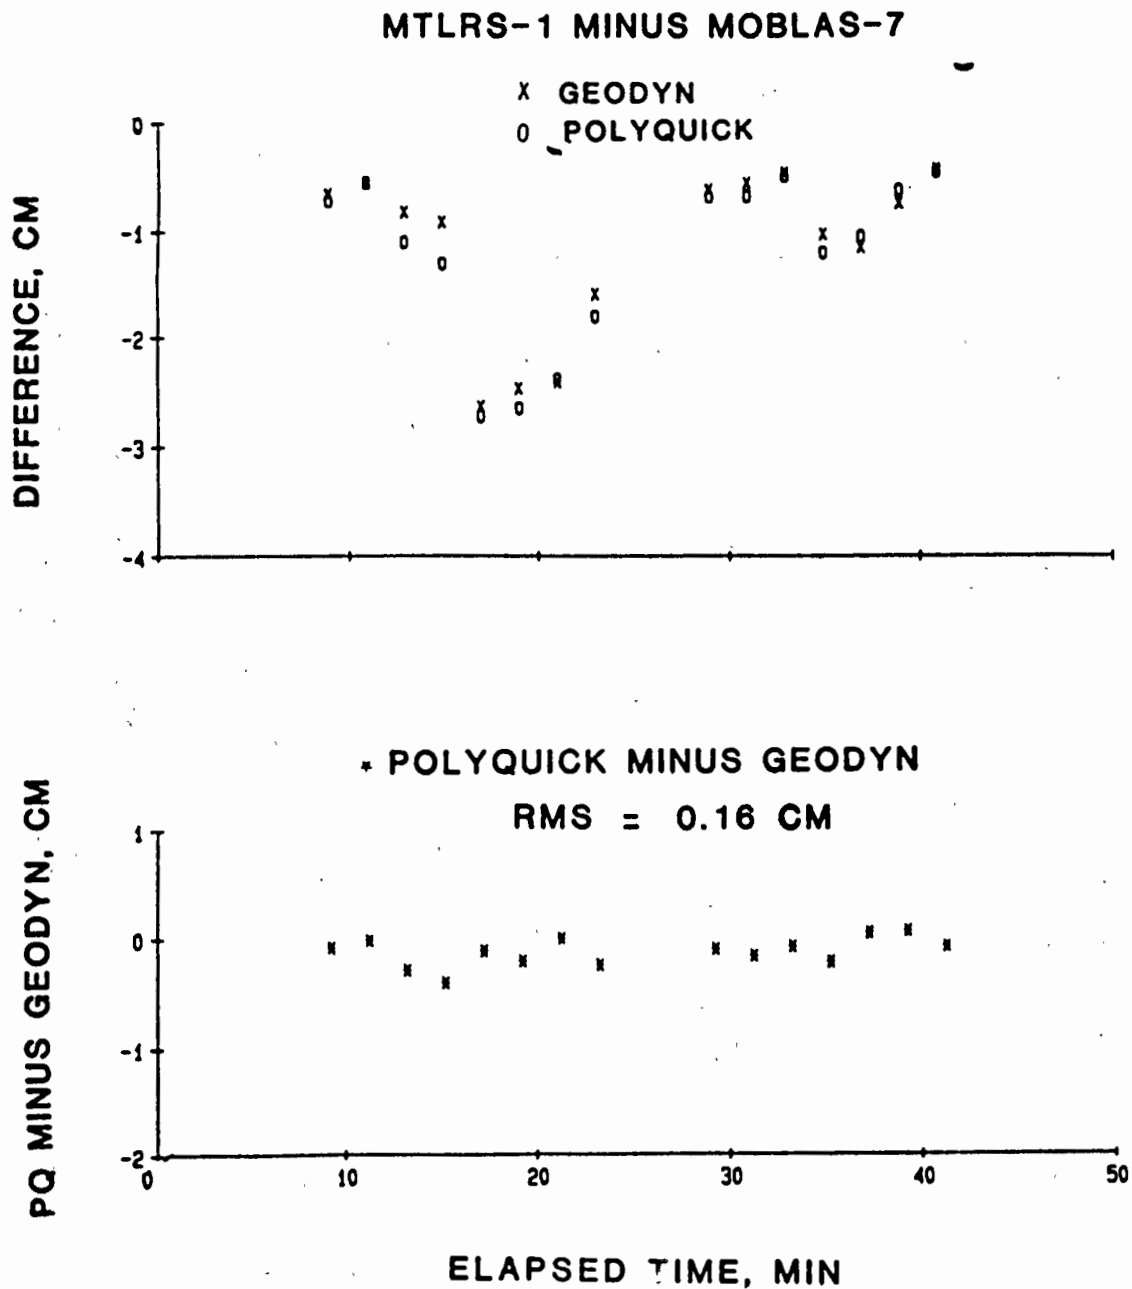 MTLRS-1 MINUS MOBLAS-7
X GEODYN
O POLYQUICK
DIFFERENCE, CM
0
-1
-2
-3
-4
* POLYQUICK MINUS GEODYN
RMS = 0.16 CM
PQ MINUS GEODYN, CM
1
0
-1
-2
0 10 20 30 40 50
ELAPSED TIME, MIN